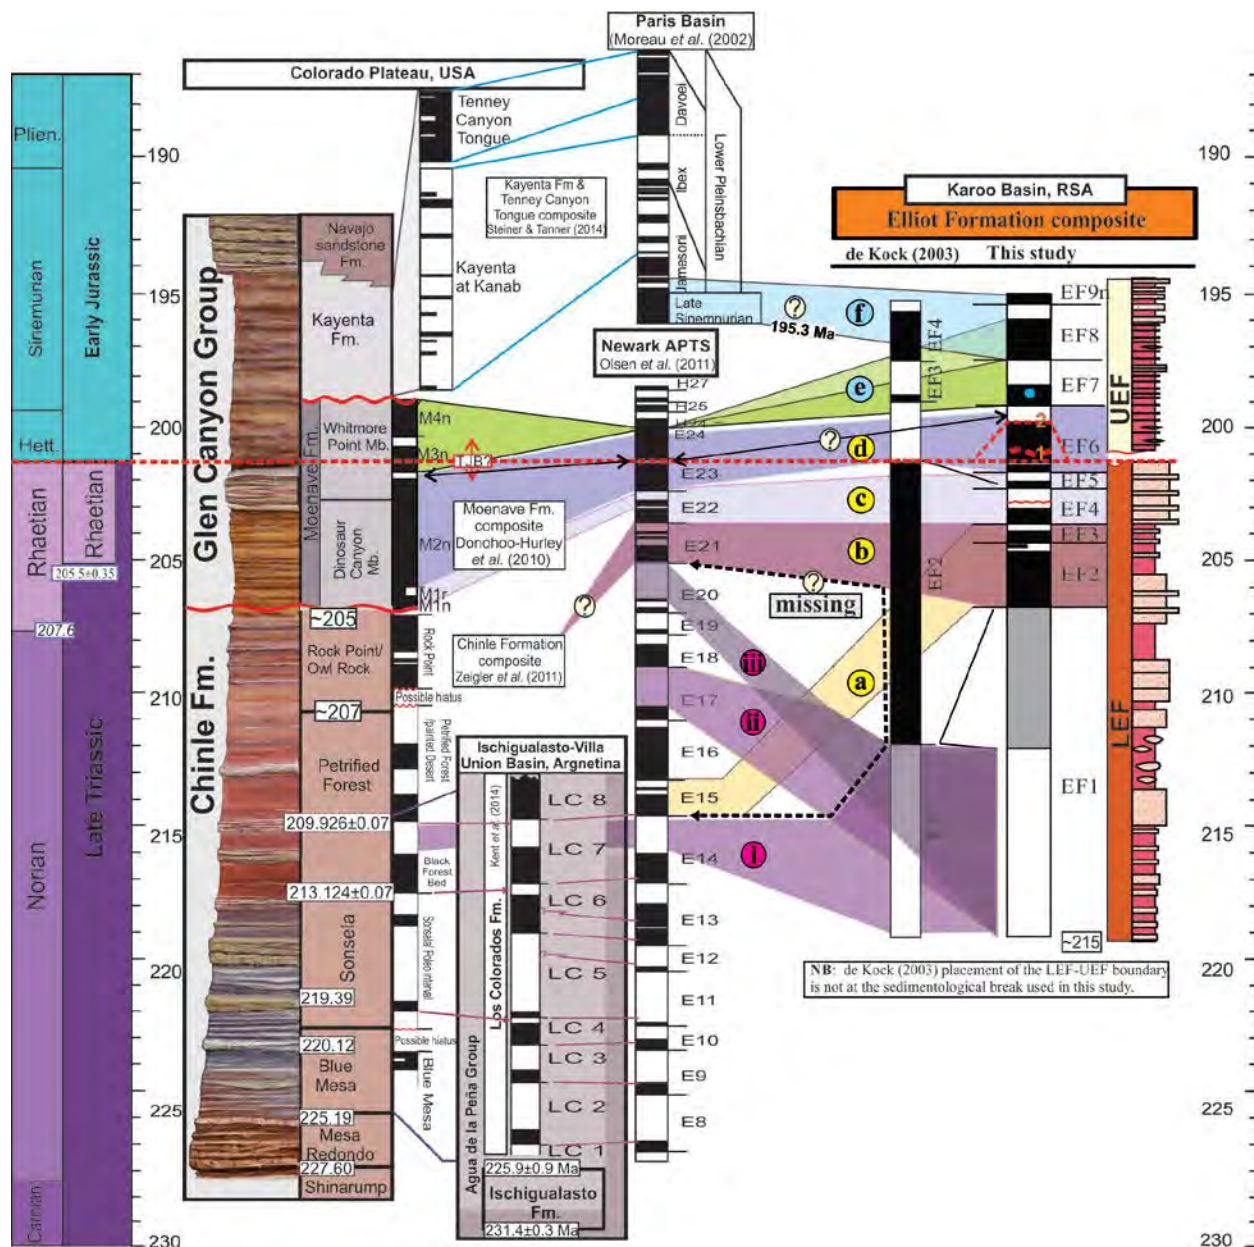 Paris Basin
(Moreau et al. (2002)
Colorado Plateau, USA
Tenney
Canyon
Tongue
Davoei
Ibex
Jamesoni
Lower Pleinsbachian
Late
Sinemurian
Kayenta Fm &
Tenney Canyon
Tongue composite
Steiner & Tanner (2014)
Kayenta
at Kanab
Karoo Basin, RSA
Elliot Formation composite
de Kock (2003)
This study
Plien.
Sinemurian
Hett.
Rhaetian
Norian
Carnian
Early Jurassic
Rhaetian
Late Triassic
205.5±0.35
207.6
190
195
200
205
210
215
220
225
230
Glen Canyon Group
Chinle Fm.
Navajo
sandstone
Fm.
Kayenta
Fm.
Moenave Fm.
Whitmore
Point Mb.
Dinosaur
Canyon
Mb.
~205
Rock Point/
Owl Rock
~207
Petrified
Forest
209.926±0.07
213.124±0.07
Sonsela
219.39
220.12
Blue
Mesa
225.19
Mesa
Redondo
227.60
Shinarump
M4n
M3n
M2n
M1r
M1n
TJB?
Rock Point
Possible hiatus
Petrified Forest
/painted Desert
Black
Forest
Bed
Possible hiatus
Blue Mesa
Moenave Fm.
composite
Donohoo-Hurley
et al. (2010)
Chinle Formation
composite
Zeigler et al. (2011)
?
Ischigualasto-Villa
Union Basin, Argnetina
Agua de la Peña Group
Los Colorados Fm.
Kent et al. (2014)
LC 8
LC 7
LC 6
LC 5
LC 4
LC 3
LC 2
LC 1
225.9±0.9 Ma
Ischigualasto
Fm.
231.4±0.3 Ma
Newark APTS
Olsen et al. (2011)
H27
H25
H24
E24
E23
E22
E21
E20
E19
E18
E17
E16
E15
E14
E13
E12
E11
E10
E9
E8
?
f
195.3 Ma
e
?
d
c
b
?
missing
a
iii
ii
i
EF4
EF3
EF2
EF9n
EF8
EF7
EF6
EF5
EF4
EF3
EF2
EF1
2
1
~215
UEF
LEF
NB: de Kock (2003) placement of the LEF-UEF boundary
is not at the sedimentological break used in this study.
190
195
200
205
210
215
220
225
230